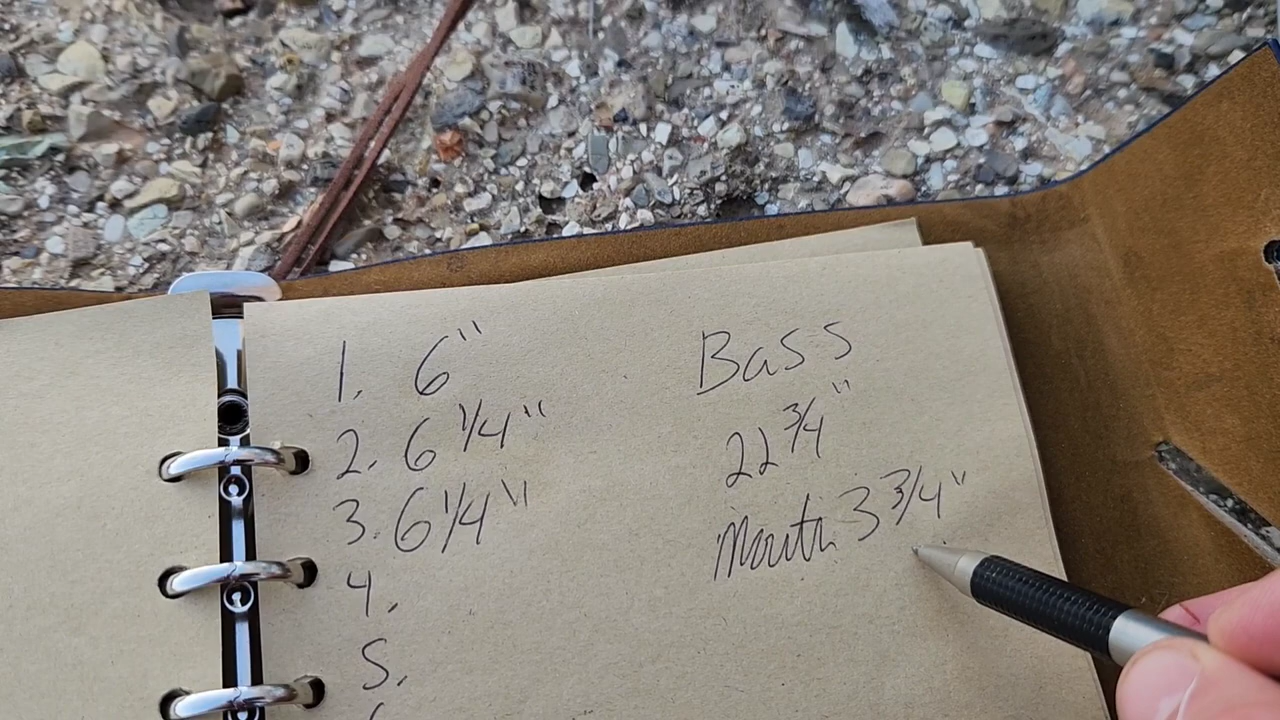 1. 6"
2. 6 1/4"
3. 6 1/4"
4.
5.
Bass
22 3/4"
Mouth 3 3/4"